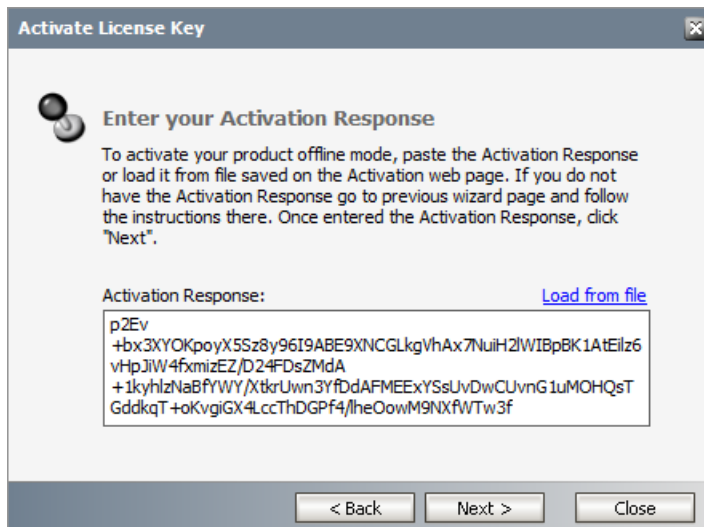 Activate License Key
Enter your Activation Response
To activate your product offline mode, paste the Activation Response
or load it from file saved on the Activation web page. If you do not
have the Activation Response go to previous wizard page and follow
the instructions there. Once entered the Activation Response, click
"Next".
Activation Response:
Load from file
p2Ev
+bx3XYOKpoyX5Sz8y96I9ABE9XNCGLkgVhAx7NuiH2lWIBpBK1AtEilz6
vHpJiW4fxmizEZ/D24FDsZMdA
+1kyhlzNaBfYWY/XtkrUwn3YfDdAFMEExYSsUvDwCUvnG1uMOHQsT
GddkqT+oKvgiGX4LccThDGPf4/lheOowM9NXfWTw3f
< Back
Next >
Close